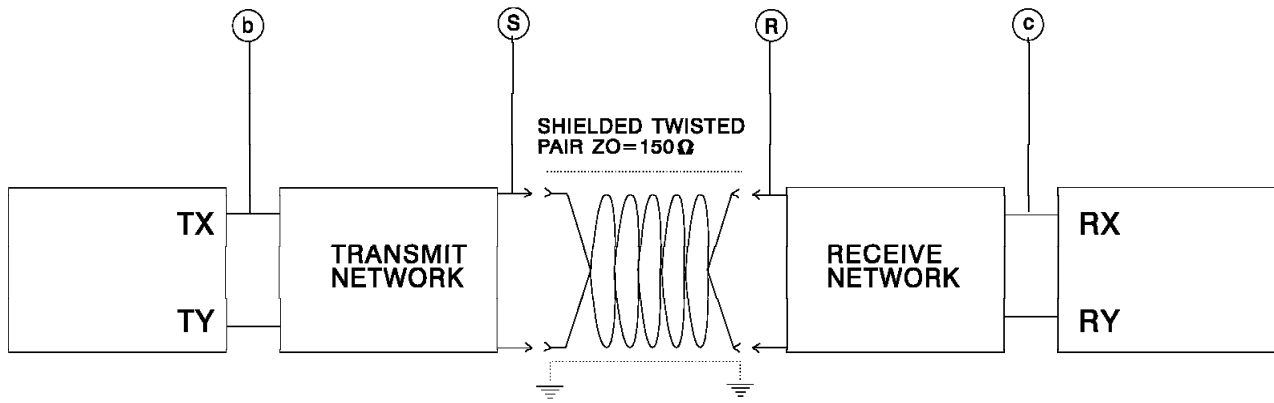 b
S
R
c
SHIELDED TWISTED
PAIR ZO=150Ω
TX
TY
TRANSMIT
NETWORK
RECEIVE
NETWORK
RX
RY